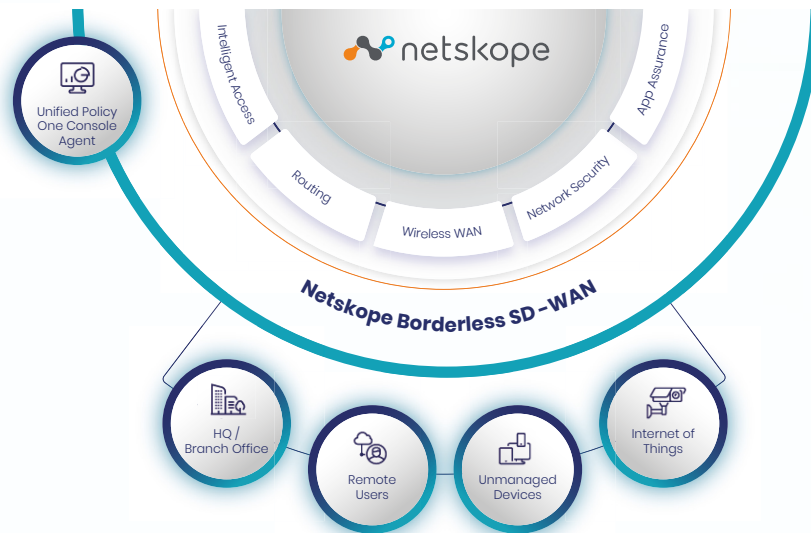 netskope
Intelligent Access
Routing
Wireless WAN
Network Security
App Assurance
Unified Policy
One Console
Agent
Netskope Borderless SD-WAN
HQ /
Branch Office
Remote
Users
Unmanaged
Devices
Internet of
Things